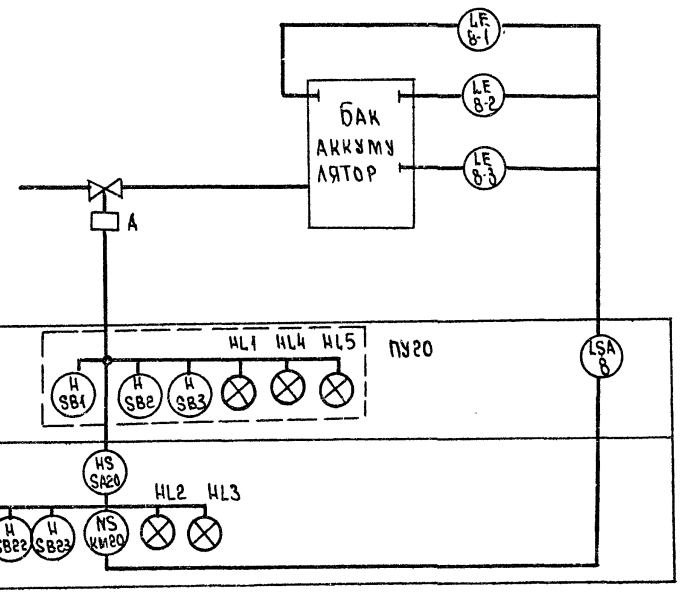 LE
8-1
LE
8-2
БАК
АККУМУ
ЛЯТОР
LE
8-3
А
HL1 HL4 HL5
ПУ20
LSA
8
H
SB1
H
SB2
H
SB3
HS
SA20
HL2 HL3
H
SB22
H
SB23
NS
КМ20